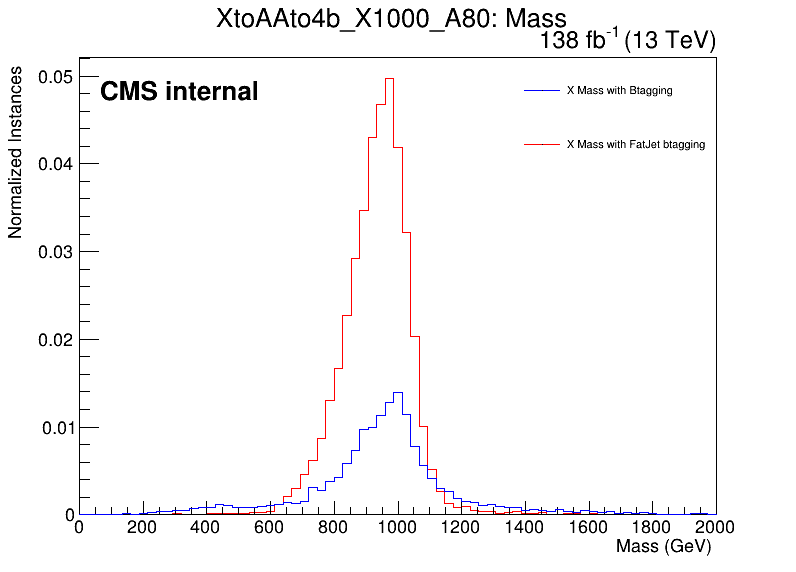 XtoAAto4b_X1000_A80: Mass
138 fb-1 (13 TeV)
CMS internal
X Mass with Btagging
X Mass with FatJet btagging
Normalized Instances
0.05
0.04
0.03
0.02
0.01
0
0 200 400 600 800 1000 1200 1400 1600 1800 2000
Mass (GeV)